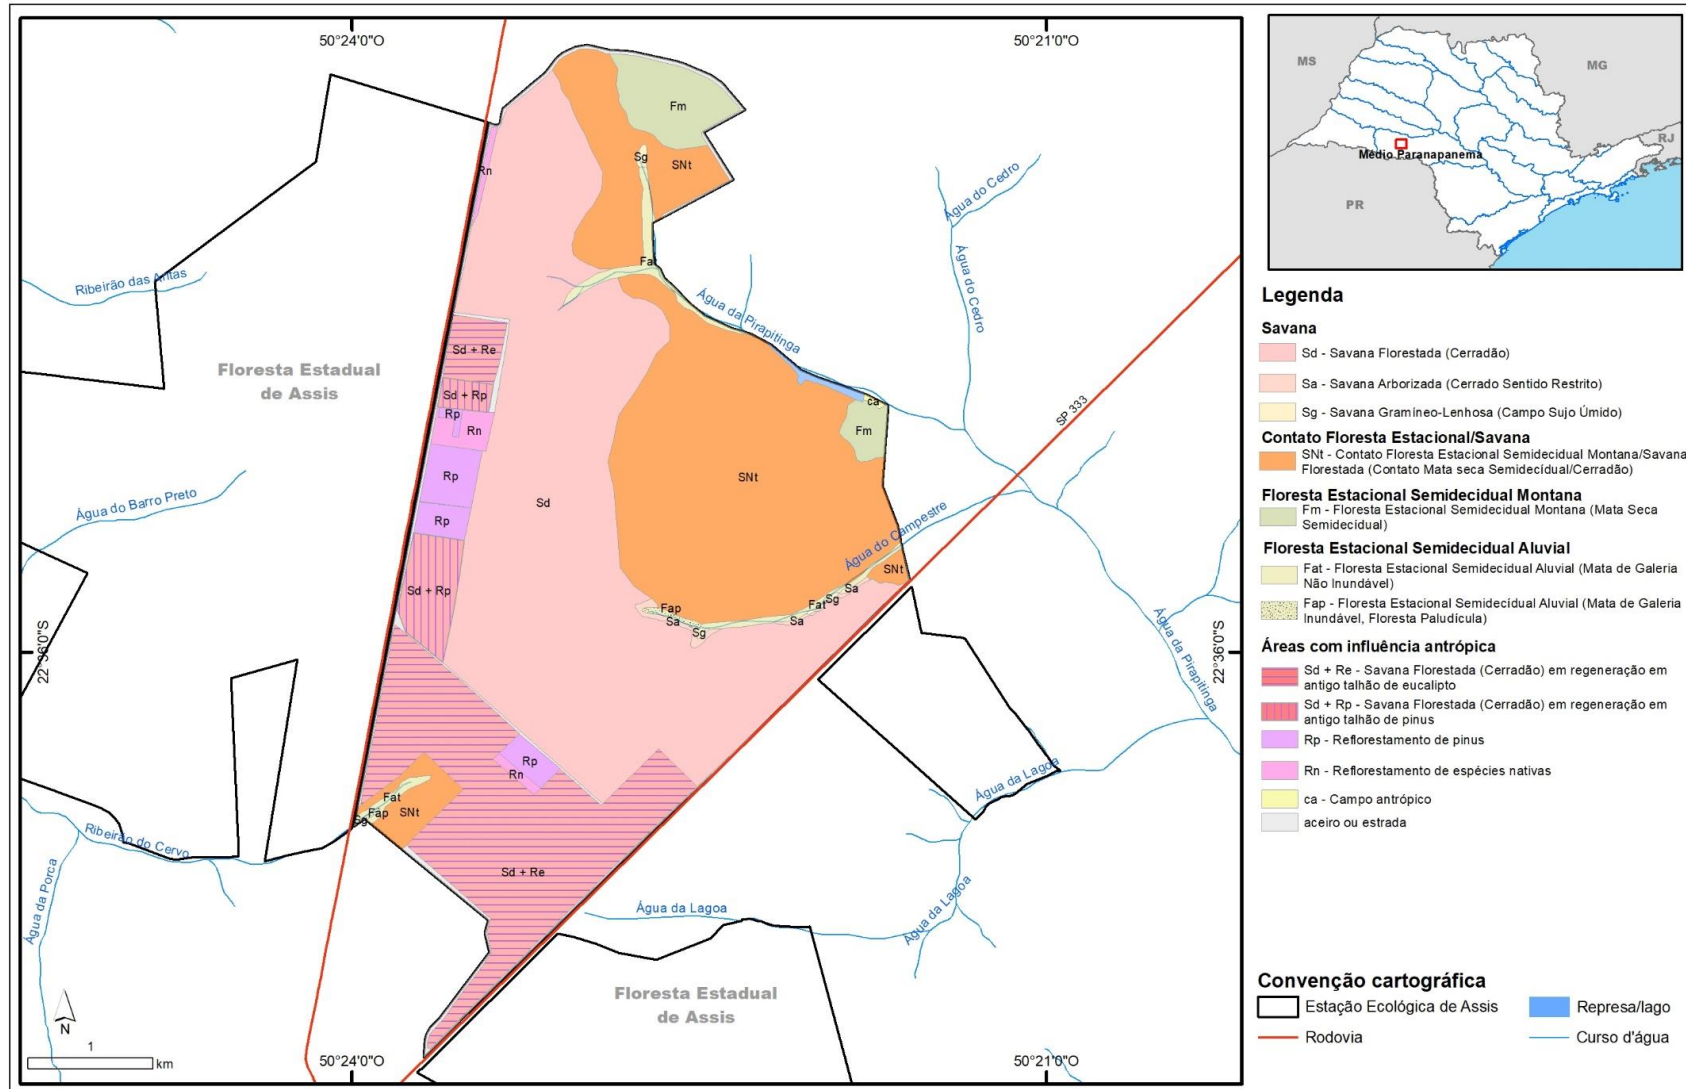 50°24'0"O
50°21'0"O
Fm
Sg
SNt
Rn
Fat
Água do Cedro
Água do Cedro
Ribeirão das Antas
Água da Pirapitinga
Floresta Estadual
de Assis
Sd + Re
Sd + Rp
Rp
Rn
ca
Fm
SP 333
Rp
SNt
Sd
Água do Barro Preto
Rp
Água do Campestre
SNt
Sd + Rp
Sa
Sg
Fat
Fap
Sa
Sa
Sg
22°36'0"S
22°36'0"S
Água da Pirapitinga
Rp
Rn
Água da Lagoa
Fat
Fap
SNt
Sg
Ribeirão do Cervo
Sd + Re
Água da Porca
Água da Lagoa
Água da Lagoa
Floresta Estadual
de Assis
N
1
km
50°24'0"O
50°21'0"O
MS
MG
RJ
Médio Paranapanema
PR
Legenda
Savana
Sd - Savana Florestada (Cerradão)
Sa - Savana Arborizada (Cerrado Sentido Restrito)
Sg - Savana Gramíneo-Lenhosa (Campo Sujo Úmido)
Contato Floresta Estacional/Savana
SNt - Contato Floresta Estacional Semidecidual Montana/Savana
Florestada (Contato Mata seca Semidecídual/Cerradão)
Floresta Estacional Semidecidual Montana
Fm - Floresta Estacional Semidecidual Montana (Mata Seca
Semidecídual)
Floresta Estacional Semidecidual Aluvial
Fat - Floresta Estacional Semidecidual Aluvial (Mata de Galeria
Não Inundável)
Fap - Floresta Estacional Semidecídual Aluvial (Mata de Galeria
Inundável, Floresta Paludícula)
Áreas com influência antrópica
Sd + Re - Savana Florestada (Cerradão) em regeneração em
antigo talhão de eucalipto
Sd + Rp - Savana Florestada (Cerradão) em regeneração em
antigo talhão de pinus
Rp - Reflorestamento de pinus
Rn - Reflorestamento de espécies nativas
ca - Campo antrópico
aceiro ou estrada
Convenção cartográfica
Estação Ecológica de Assis
Represa/lago
Rodovia
Curso d'água